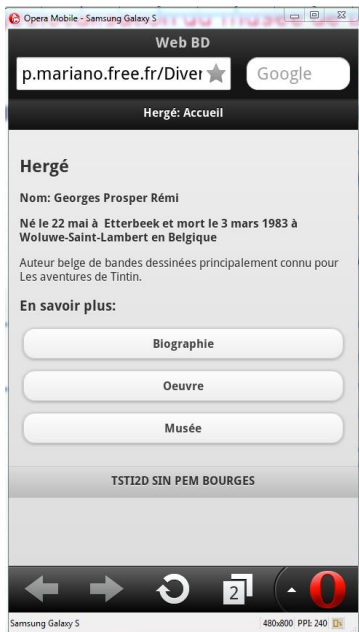 Opera Mobile - Samsung Galaxy S
Web BD
p.mariano.free.fr/Diver
Google
Hergé: Accueil
Hergé
Nom: Georges Prosper Rémi
Né le 22 mai à Etterbeek et mort le 3 mars 1983 à
Woluwe-Saint-Lambert en Belgique
Auteur belge de bandes dessinées principalement connu pour
Les aventures de Tintin.
En savoir plus:
Biographie
Oeuvre
Musée
TSTI2D SIN PEM BOURGES
2
Samsung Galaxy S
480x800 PPI: 240